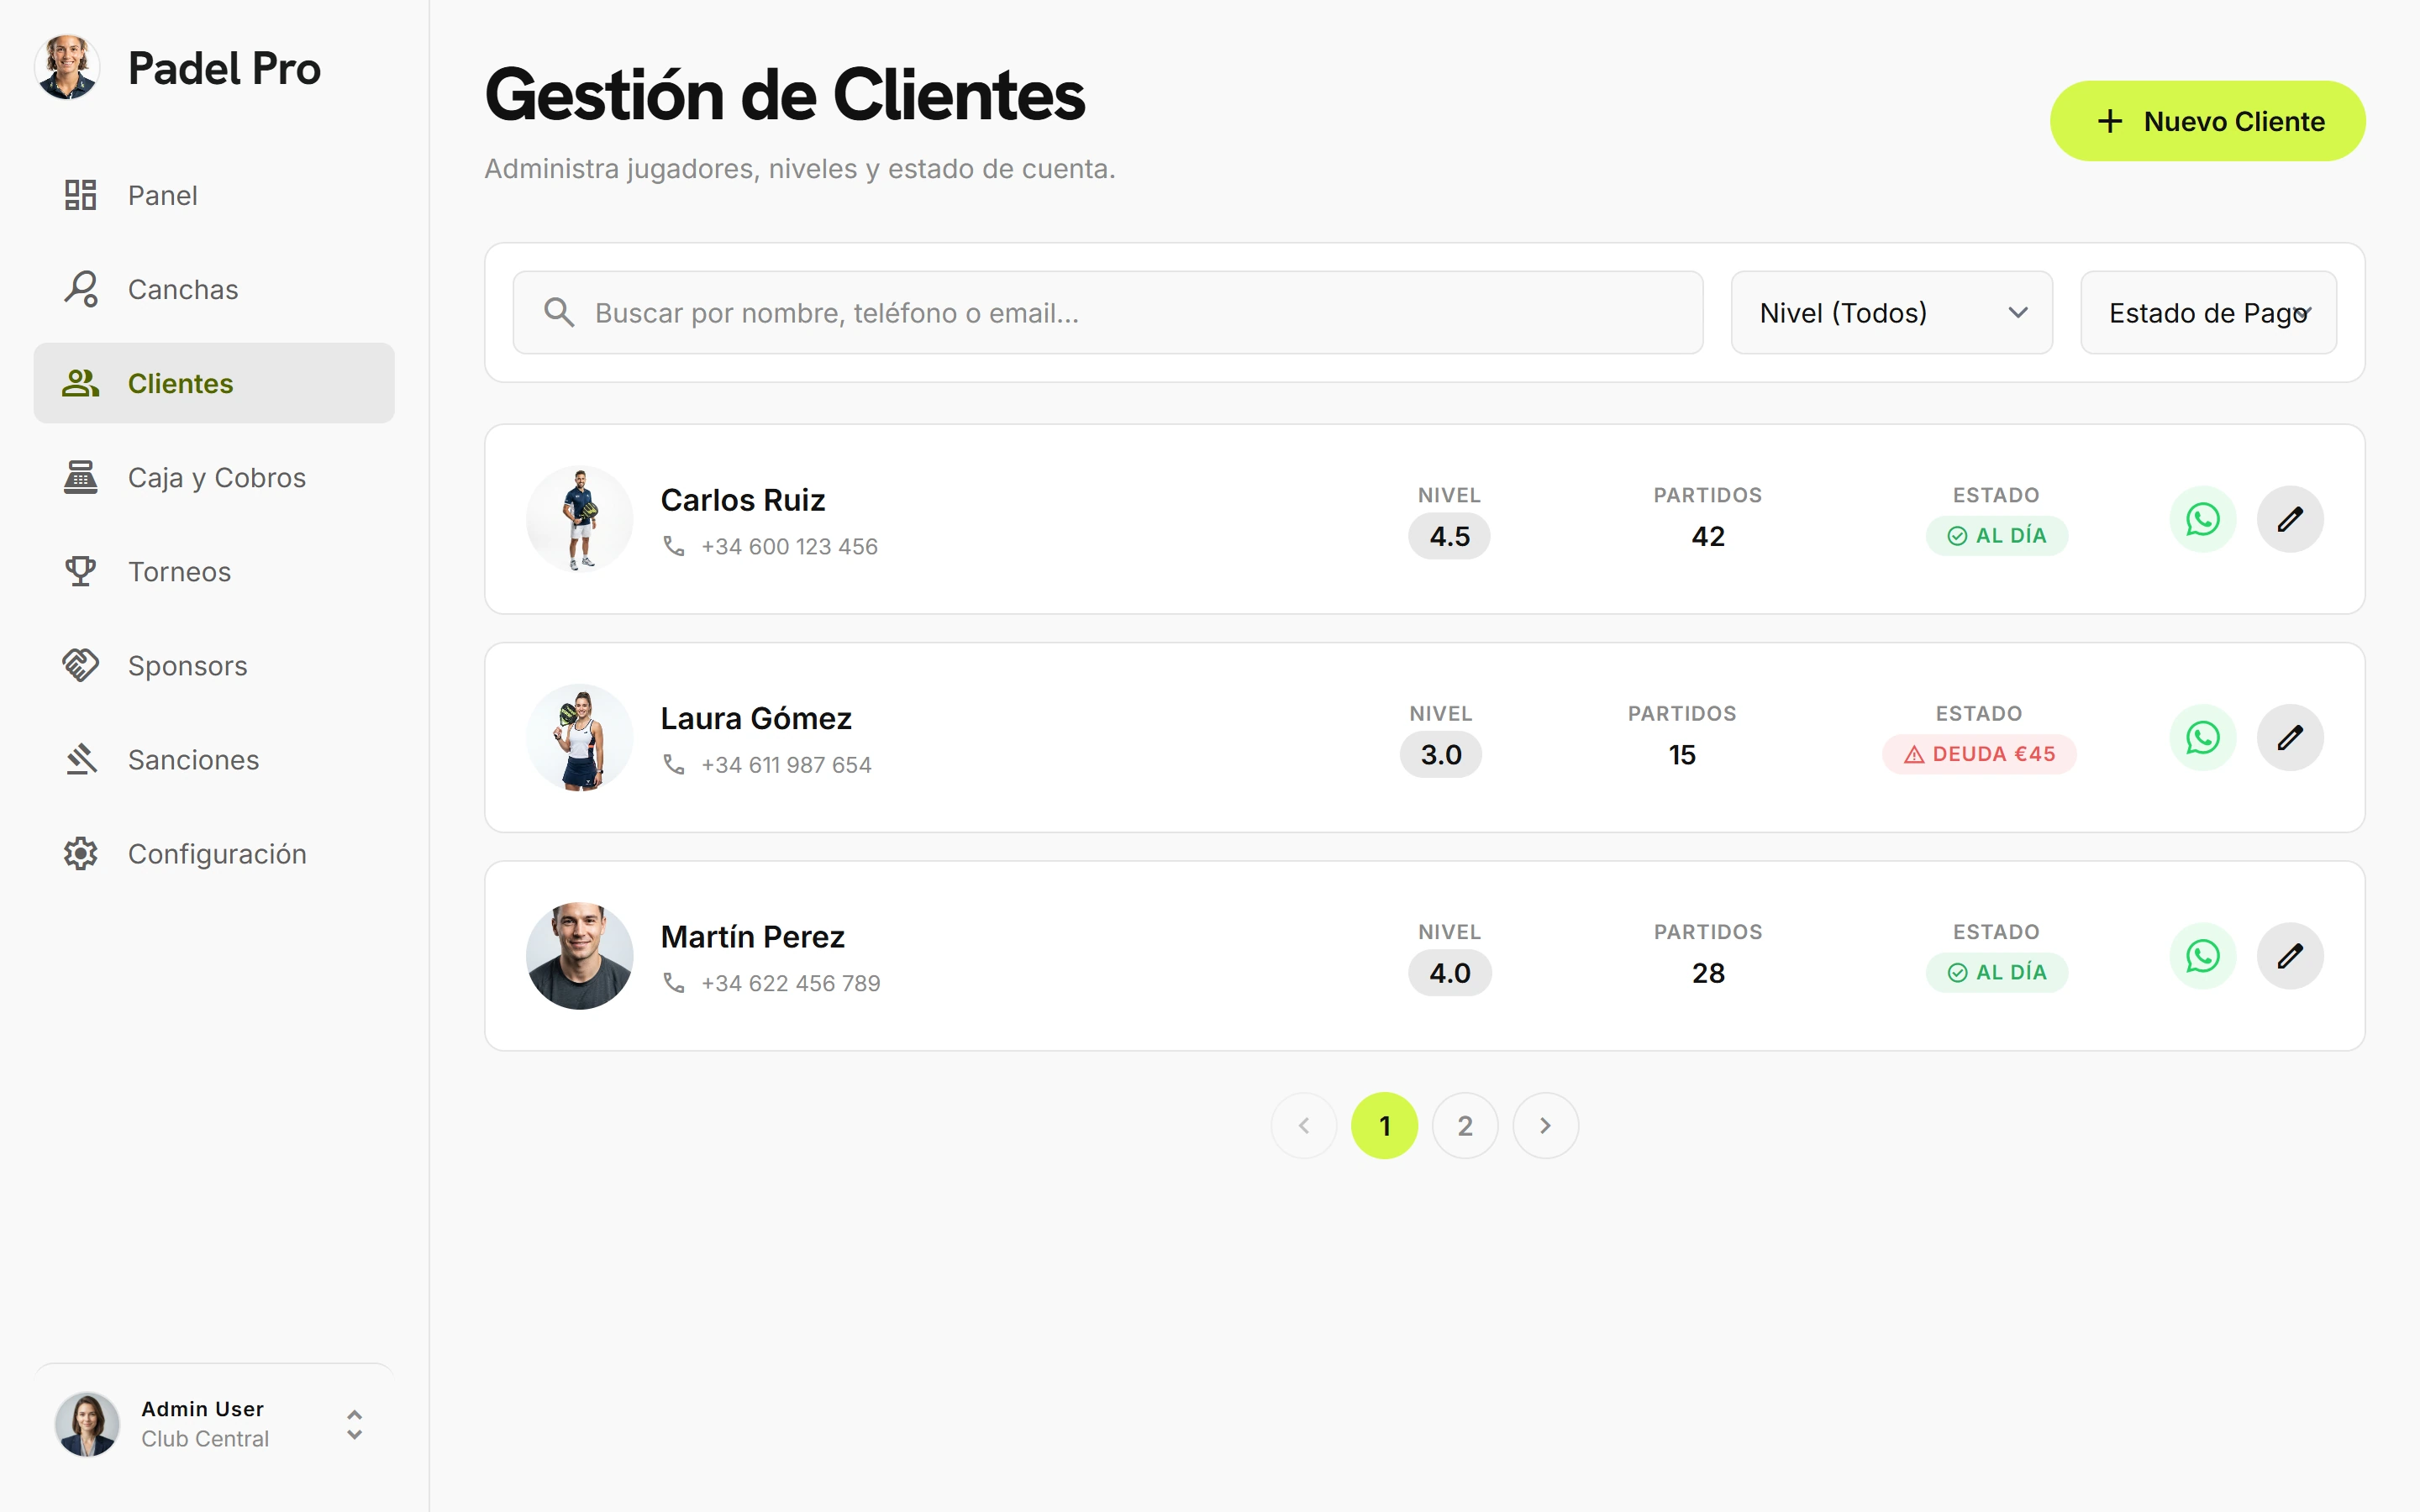 Padel Pro
Panel
Canchas
Clientes
Caja y Cobros
Torneos
Sponsors
Sanciones
Configuración
Admin User
Club Central
Gestión de Clientes
Administra jugadores, niveles y estado de cuenta.
Nuevo Cliente
Buscar por nombre, teléfono o email...
Nivel (Todos)
Estado de Pago
Carlos Ruiz
+34 600 123 456
NIVEL
4.5
PARTIDOS
42
ESTADO
AL DÍA
Laura Gómez
+34 611 987 654
NIVEL
3.0
PARTIDOS
15
ESTADO
DEUDA €45
Martín Perez
+34 622 456 789
NIVEL
4.0
PARTIDOS
28
ESTADO
AL DÍA
1
2